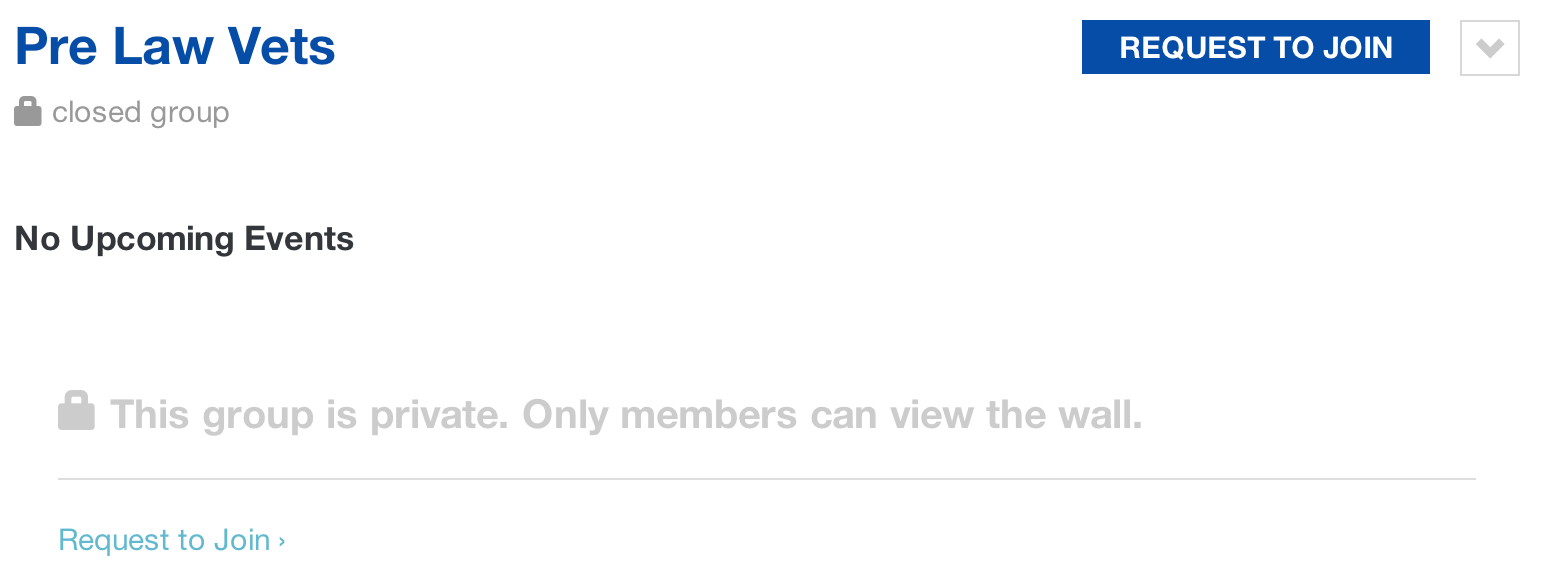 Pre Law Vets
REQUEST TO JOIN
closed group
No Upcoming Events
This group is private. Only members can view the wall.
Request to Join ›